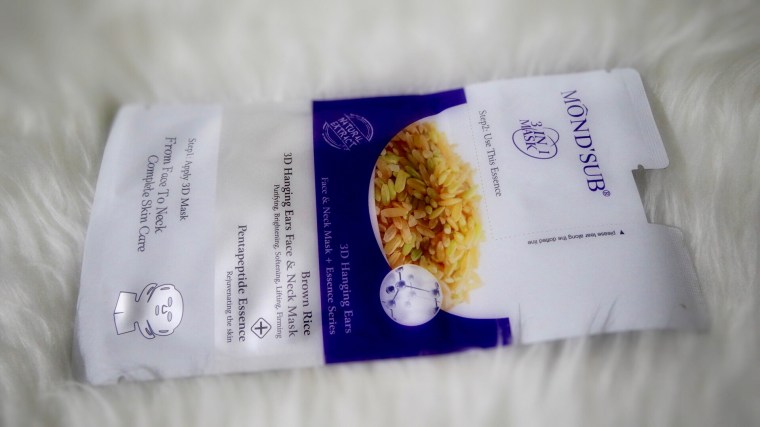 MÔND'SUB®
3 IN 1
MASK
▼ please tear along the dotted line
Step2: Use This Essence
NATURAL
EXTRACT
3D Hanging Ears
Face & Neck Mask + Essence Series
Brown Rice
3D Hanging Ears Face & Neck Mask
Purifying, Brightening, Softening, Lifting, Firming
Pentapeptide Essence
Rejuvenating the skin
Step1: Apply 3D Mask
From Face To Neck
Complete Skin Care